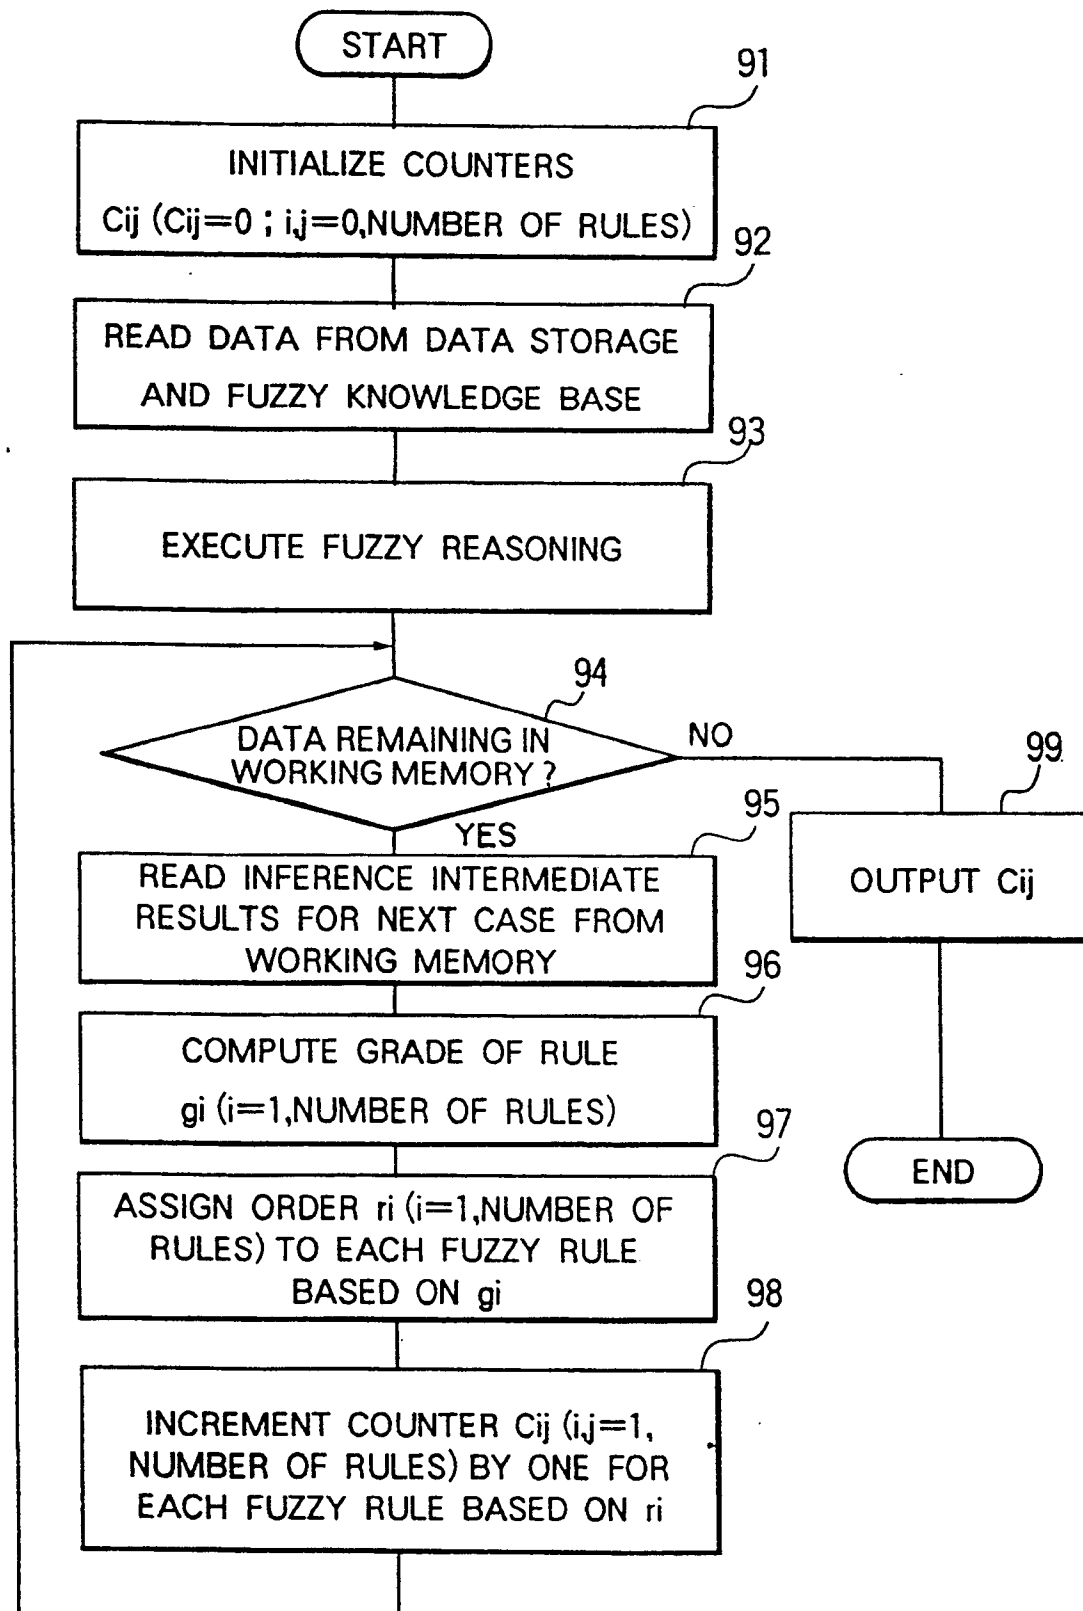 START
91
INITIALIZE COUNTERS
Cij (Cij=0 ; i,j=0,NUMBER OF RULES)
92
READ DATA FROM DATA STORAGE
AND FUZZY KNOWLEDGE BASE
93
EXECUTE FUZZY REASONING
94
DATA REMAINING IN
WORKING MEMORY ?
NO
YES
99
OUTPUT Cij
95
READ INFERENCE INTERMEDIATE
RESULTS FOR NEXT CASE FROM
WORKING MEMORY
96
COMPUTE GRADE OF RULE
gi (i=1,NUMBER OF RULES)
97
END
ASSIGN ORDER ri (i=1,NUMBER OF
RULES) TO EACH FUZZY RULE
BASED ON gi
98
INCREMENT COUNTER Cij (i,j=1,
NUMBER OF RULES) BY ONE FOR
EACH FUZZY RULE BASED ON ri